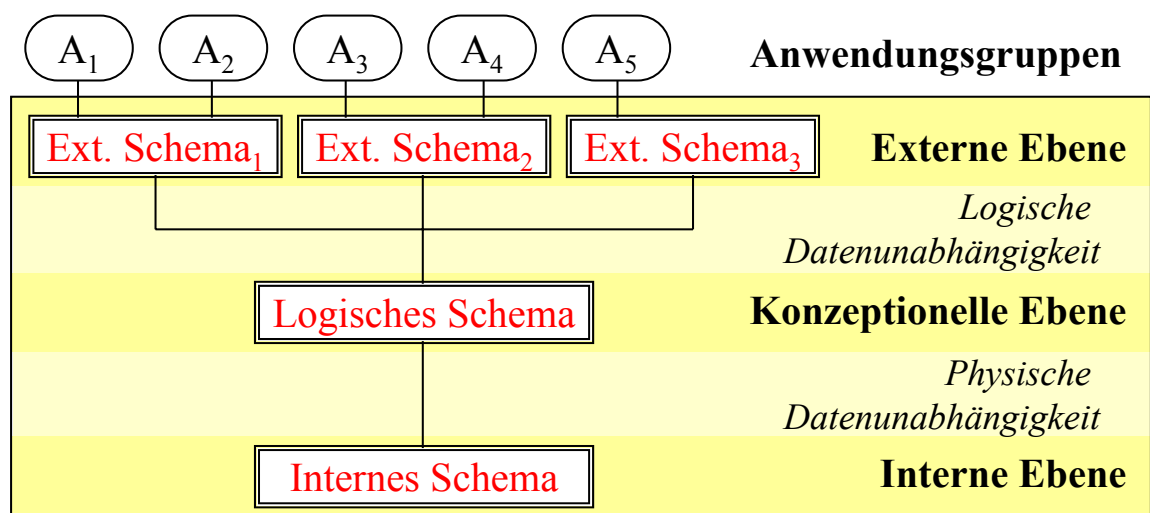 A₁ A₂ A₃ A₄ A₅ Anwendungsgruppen
Ext. Schema₁ Ext. Schema₂ Ext. Schema₃ Externe Ebene
Logische
Datenunabhängigkeit
Logisches Schema Konzeptionelle Ebene
Physische
Datenunabhängigkeit
Internes Schema Interne Ebene